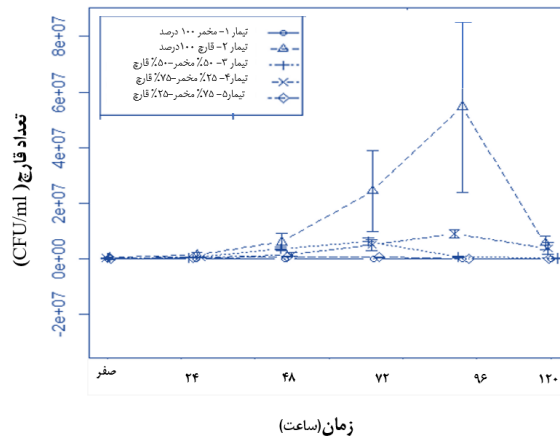 تیمار ۱- مخمر ۱۰۰ درصد
تیمار ۲- قارچ ۱۰۰درصد
تیمار ۳- ۵۰٪ مخمر-۵۰٪ قارچ
تیمار۴- ۲۵٪ مخمر-۷۵٪ قارچ
تیمار۵- ۷۵٪ مخمر-۲۵٪ قارچ
تعداد قارچ(CFU/ml)
8e+07
6e+07
4e+07
2e+07
0e+00
-2e+07
صفر
۲۴
۴۸
۷۲
۹۶
۱۲۰
زمان(ساعت)